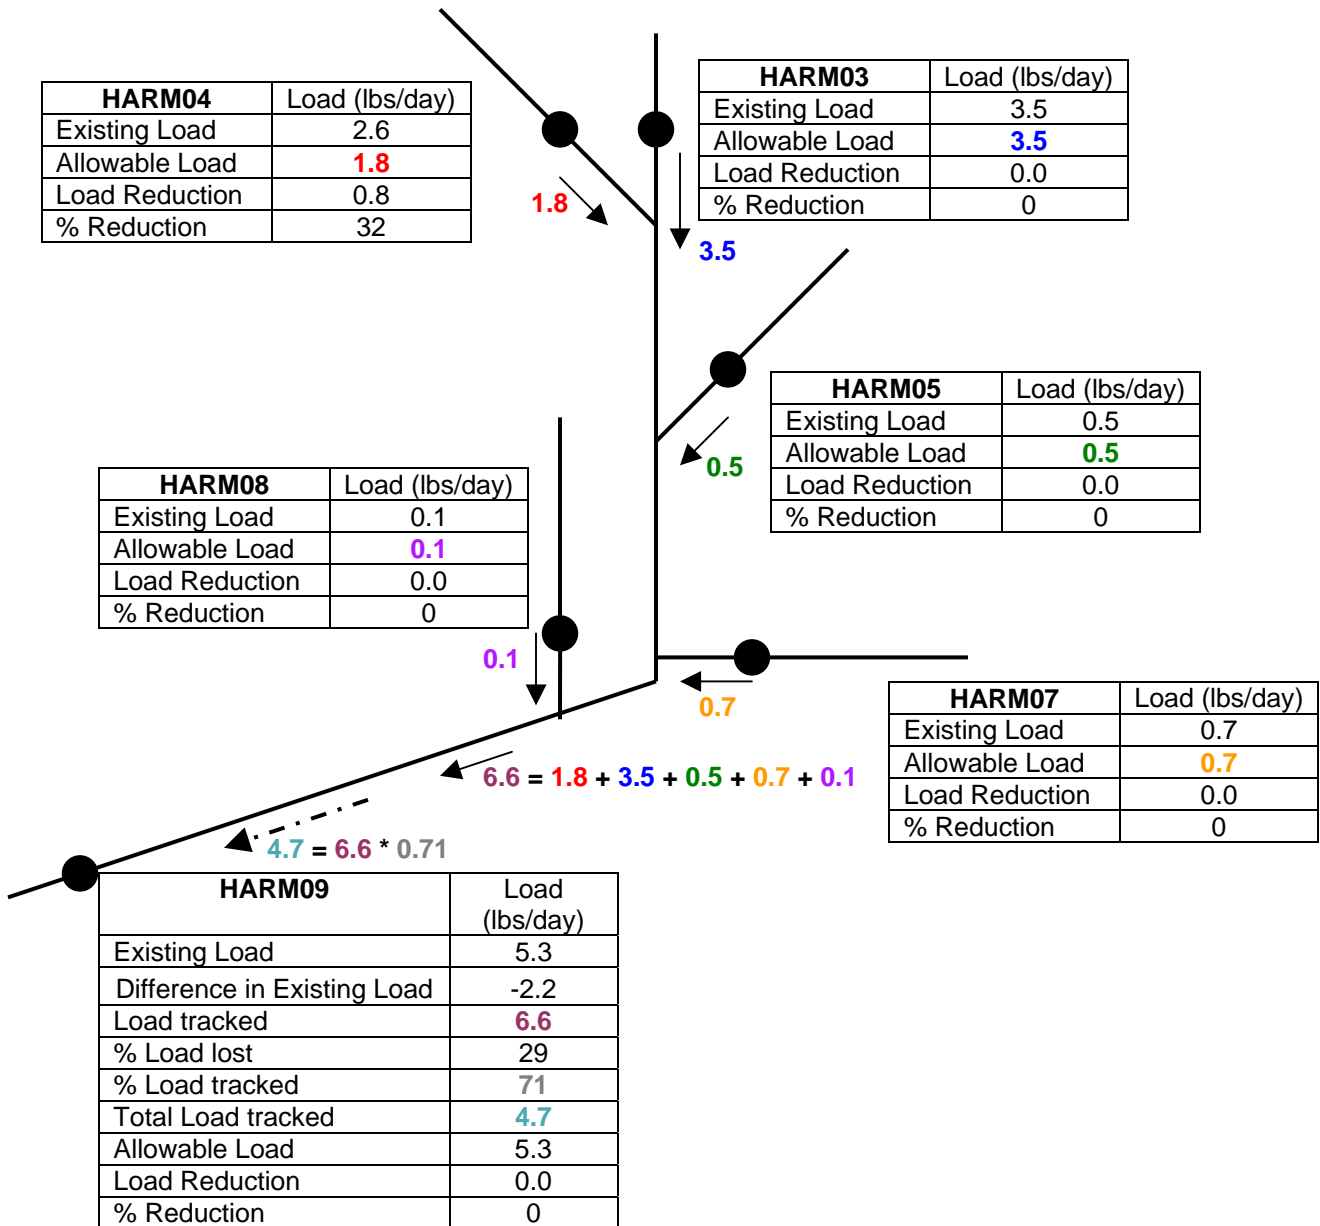 HARM04 Load (lbs/day)
Existing Load 2.6
Allowable Load 1.8
Load Reduction 0.8
% Reduction 32
HARM03 Load (lbs/day)
Existing Load 3.5
Allowable Load 3.5
Load Reduction 0.0
% Reduction 0
1.8
3.5
HARM05 Load (lbs/day)
Existing Load 0.5
Allowable Load 0.5
Load Reduction 0.0
% Reduction 0
0.5
HARM08 Load (lbs/day)
Existing Load 0.1
Allowable Load 0.1
Load Reduction 0.0
% Reduction 0
0.1
0.7
HARM07 Load (lbs/day)
Existing Load 0.7
Allowable Load 0.7
Load Reduction 0.0
% Reduction 0
6.6 = 1.8 + 3.5 + 0.5 + 0.7 + 0.1
4.7 = 6.6 * 0.71
HARM09 Load
(lbs/day)
Existing Load 5.3
Difference in Existing Load -2.2
Load tracked 6.6
% Load lost 29
% Load tracked 71
Total Load tracked 4.7
Allowable Load 5.3
Load Reduction 0.0
% Reduction 0